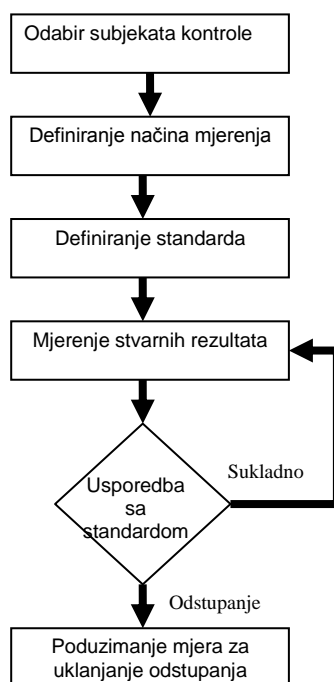 Odabir subjekata kontrole
Definiranje načina mjerenja
Definiranje standarda
Mjerenje stvarnih rezultata
Sukladno
Usporedba
sa
standardom
Odstupanje
Poduzimanje mjera za
uklanjanje odstupanja